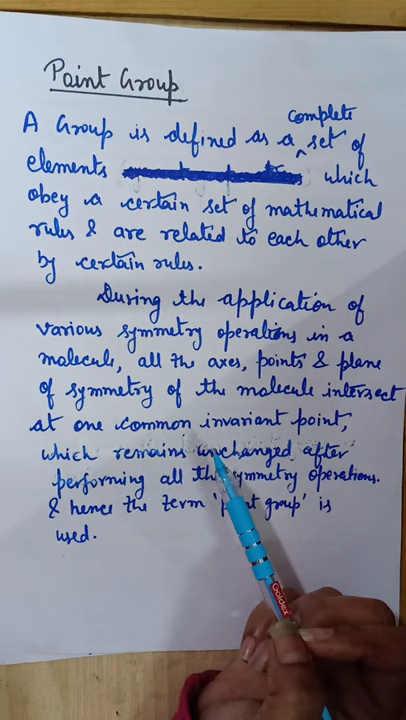 Point Group
A Group is defined as a complete set of
elements which
obey a certain set of mathematical
rules & are related to each other
by certain rules.
During the application of
various symmetry operations in a
molecule, all the axes, points & plane
of symmetry of the molecule intersect
at one common invariant point,
which remains unchanged after
performing all the symmetry operations.
& hence the term 'point group' is
used.
Goldex